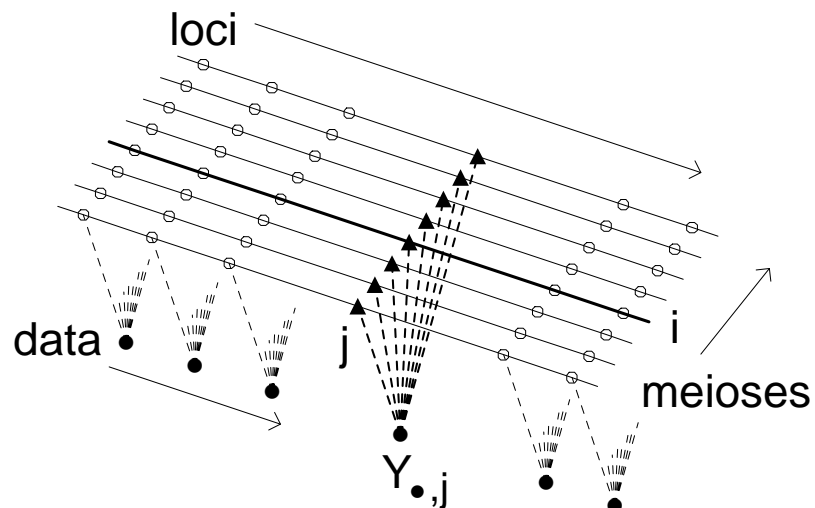 loci
i
data
j
meioses
Y●,j